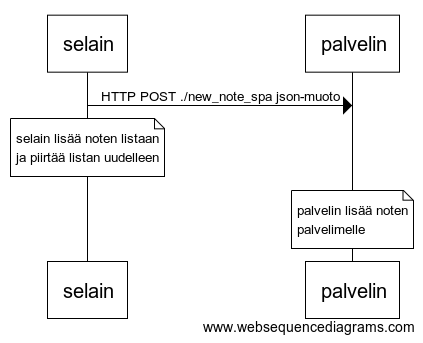 selain
palvelin
HTTP POST ./new_note_spa json-muoto
selain lisää noten listaan
ja piirtää listan uudelleen
palvelin lisää noten
palvelimelle
selain
palvelin
www.websequencediagrams.com